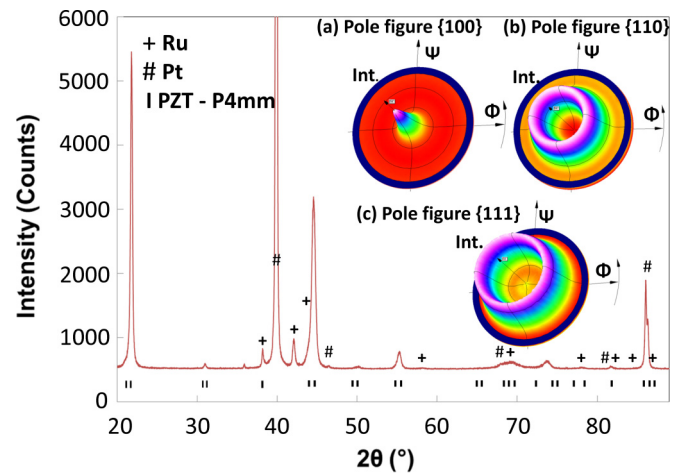 (a) Pole figure {100}
(b) Pole figure {110}
+ Ru
# Pt
I PZT - P4mm
Int.
Ψ
Φ
Int.
Ψ
Φ
(c) Pole figure {111}
Int.
Ψ
Φ
6000
5000
4000
3000
2000
1000
0
Intensity (Counts)
+
#
+
+
#
+
#+
+
#+
+
#
+
20
30
40
50
60
70
80
2θ (°)